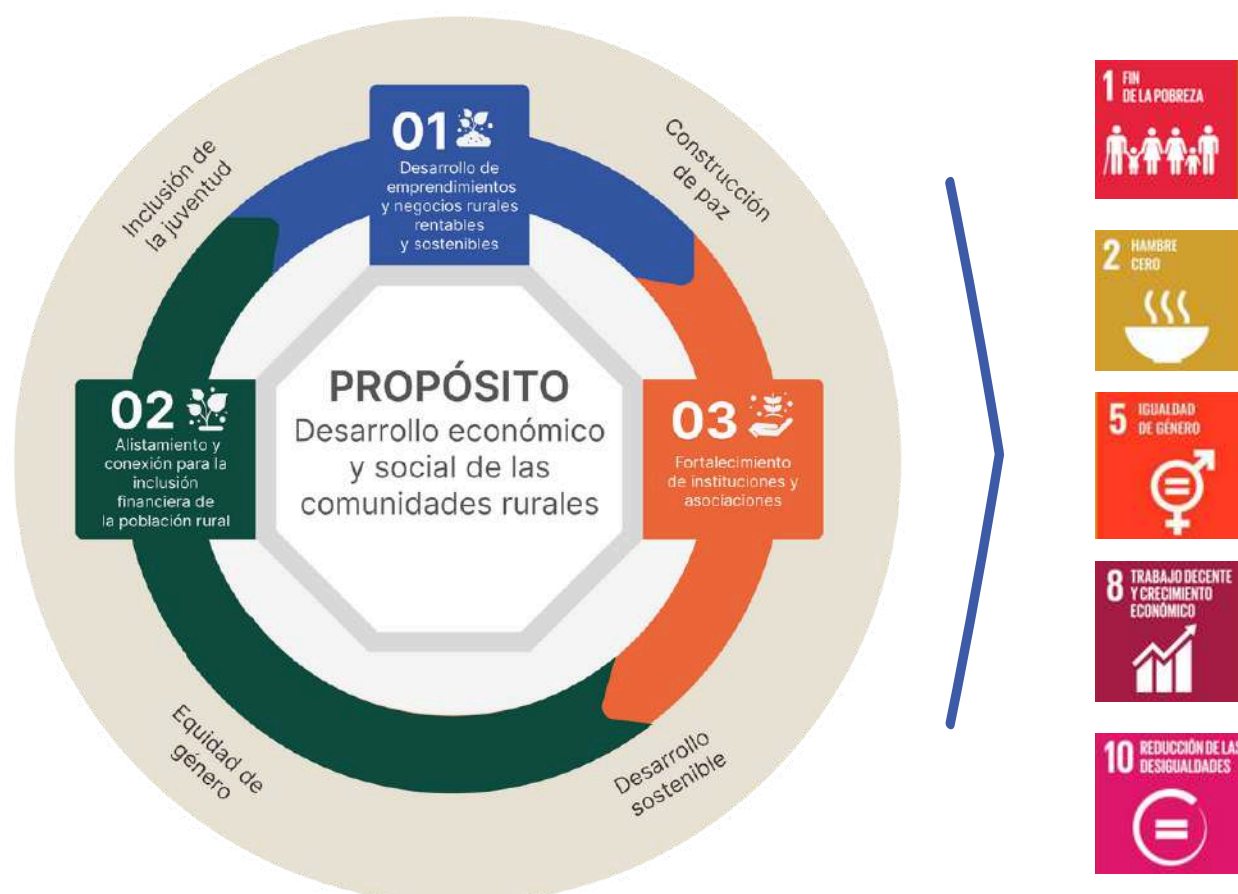 Inclusión de
la juventud
01
Desarrollo de
emprendimientos
y negocios rurales
rentables
y sostenibles
Construcción
de paz
02
Alistamiento y
conexión para la
inclusión
financiera de
la población rural
PROPÓSITO
Desarrollo económico
y social de las
comunidades rurales
03
Fortalecimiento
de instituciones y
asociaciones
Equidad de
género
Desarrollo
sostenible
1 FIN
DE LA POBREZA
2 HAMBRE
CERO
5 IGUALDAD
DE GÉNERO
8 TRABAJO DECENTE
Y CRECIMIENTO
ECONÓMICO
10 REDUCCIÓN DE LAS
DESIGUALDADES